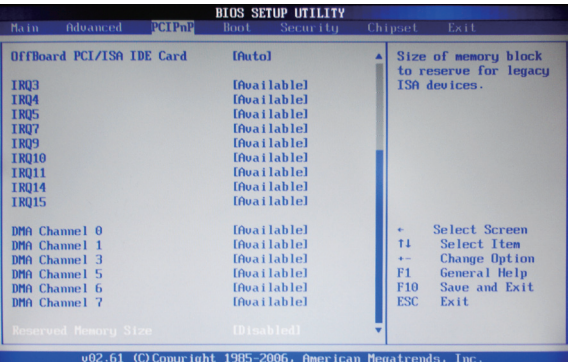 BIOS SETUP UTILITY
Main Advanced PCIPnP Boot Security Chipset Exit
OffBoard PCI/ISA IDE Card [Auto]
IRQ3 [Available]
IRQ4 [Available]
IRQ5 [Available]
IRQ7 [Available]
IRQ9 [Available]
IRQ10 [Available]
IRQ11 [Available]
IRQ14 [Available]
IRQ15 [Available]
DMA Channel 0 [Available]
DMA Channel 1 [Available]
DMA Channel 3 [Available]
DMA Channel 5 [Available]
DMA Channel 6 [Available]
DMA Channel 7 [Available]
Reserved Memory Size [Disabled]
Size of memory block
to reserve for legacy
ISA devices.
← Select Screen
↑↓ Select Item
+- Change Option
F1 General Help
F10 Save and Exit
ESC Exit
v02.61 (C)Copyright 1985-2006, American Megatrends, Inc.